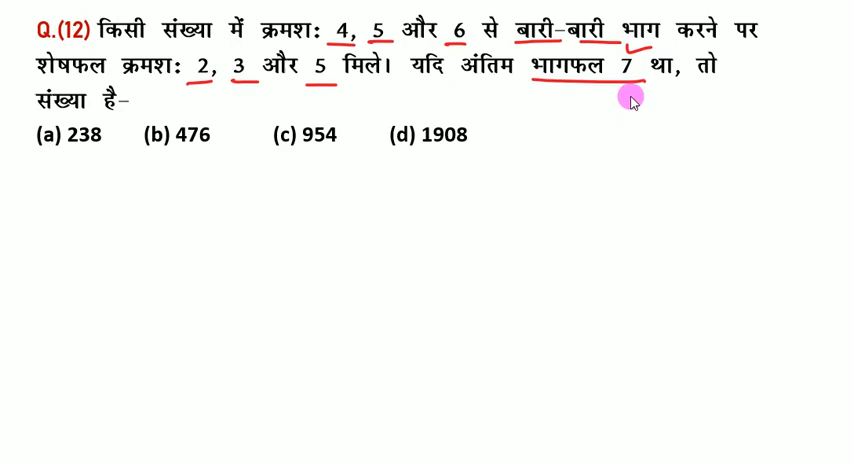 Q.(12) किसी संख्या में क्रमश: 4, 5 और 6 से बारी-बारी भाग करने पर
शेषफल क्रमश: 2, 3 और 5 मिले। यदि अंतिम भागफल 7 था, तो
संख्या है-
(a) 238 (b) 476 (c) 954 (d) 1908